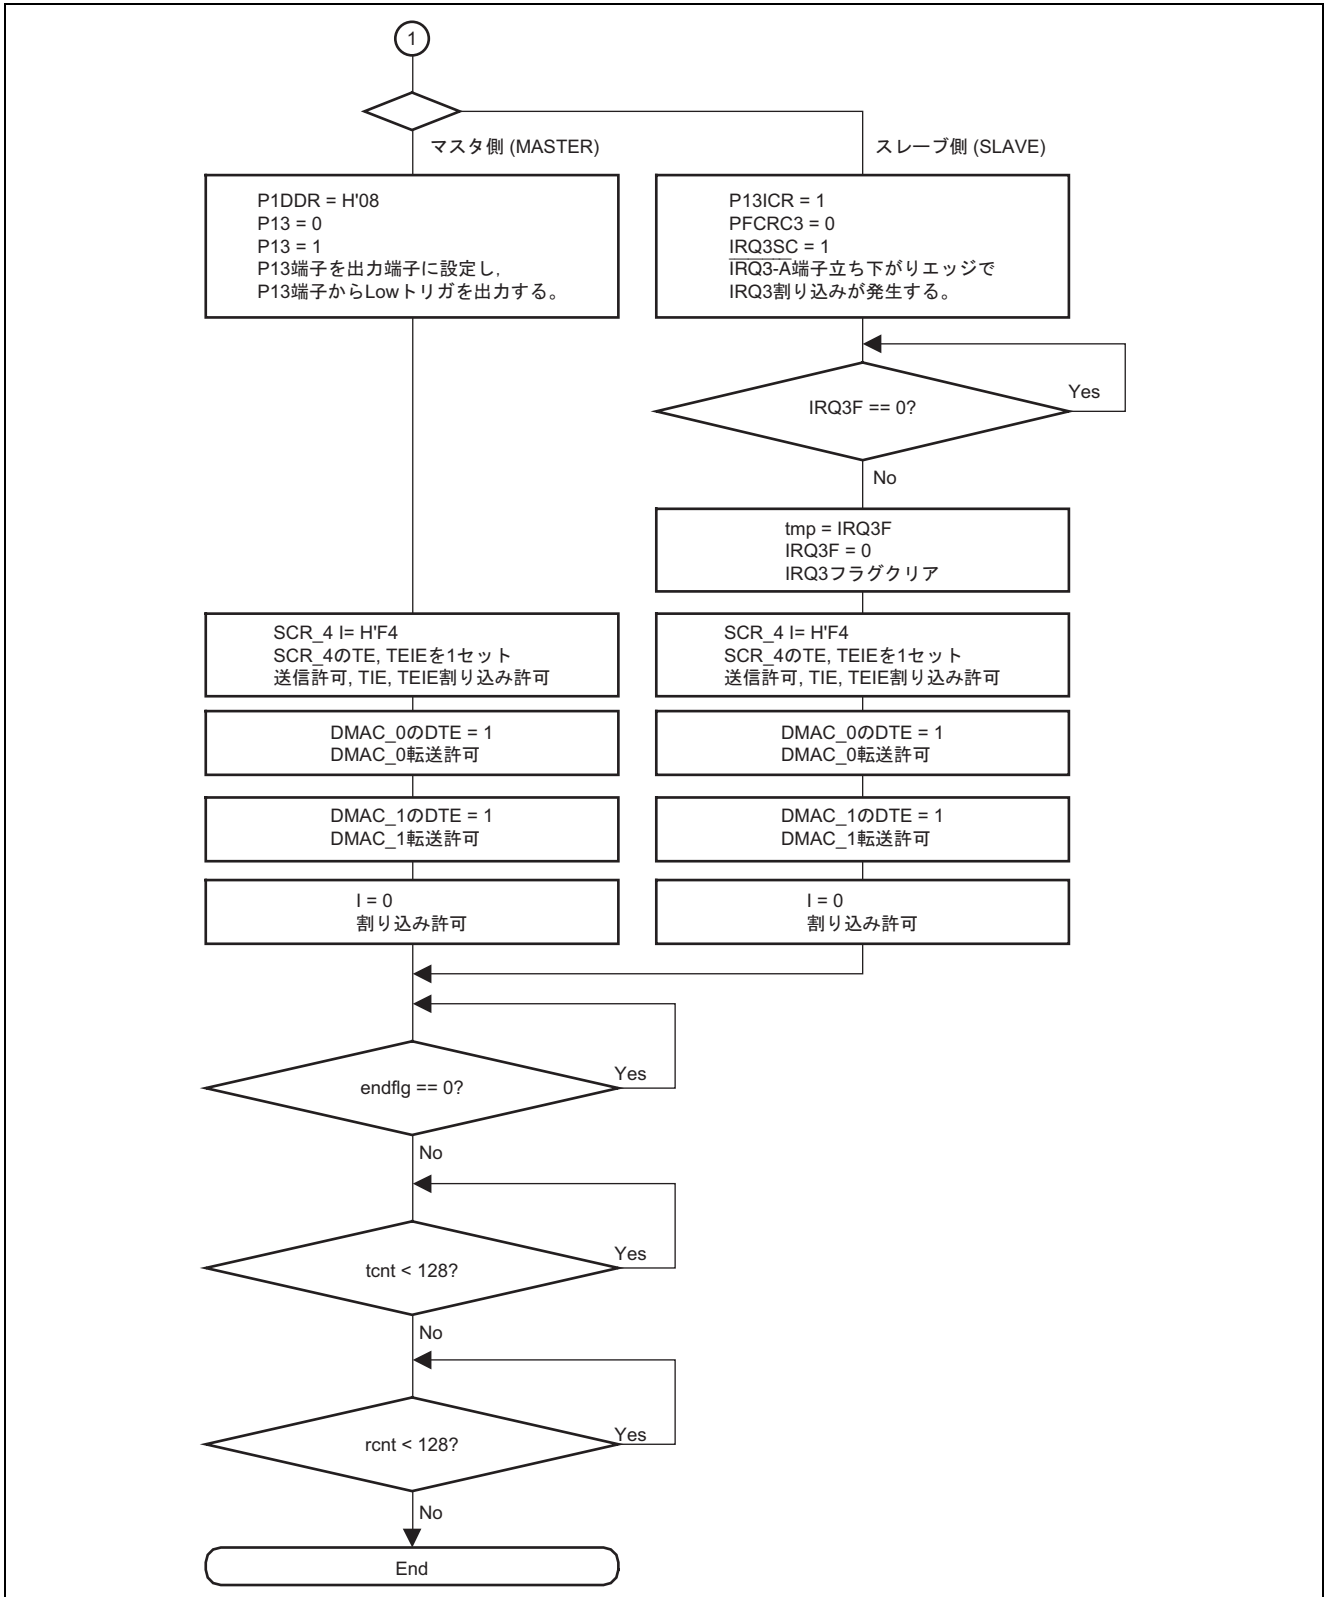 1
マスタ側 (MASTER)
スレーブ側 (SLAVE)
P1DDR = H'08
P13 = 0
P13 = 1
P13端子を出力端子に設定し,
P13端子からLowトリガを出力する。
P13ICR = 1
PFCRC3 = 0
IRQ3SC = 1
IRQ3-A端子立ち下がりエッジで
IRQ3割り込みが発生する。
IRQ3F == 0?
Yes
No
tmp = IRQ3F
IRQ3F = 0
IRQ3フラグクリア
SCR_4 I= H'F4
SCR_4のTE, TEIEを1セット
送信許可, TIE, TEIE割り込み許可
SCR_4 I= H'F4
SCR_4のTE, TEIEを1セット
送信許可, TIE, TEIE割り込み許可
DMAC_0のDTE = 1
DMAC_0転送許可
DMAC_0のDTE = 1
DMAC_0転送許可
DMAC_1のDTE = 1
DMAC_1転送許可
DMAC_1のDTE = 1
DMAC_1転送許可
I = 0
割り込み許可
I = 0
割り込み許可
endflg == 0?
Yes
No
tcnt < 128?
Yes
No
rcnt < 128?
Yes
No
End